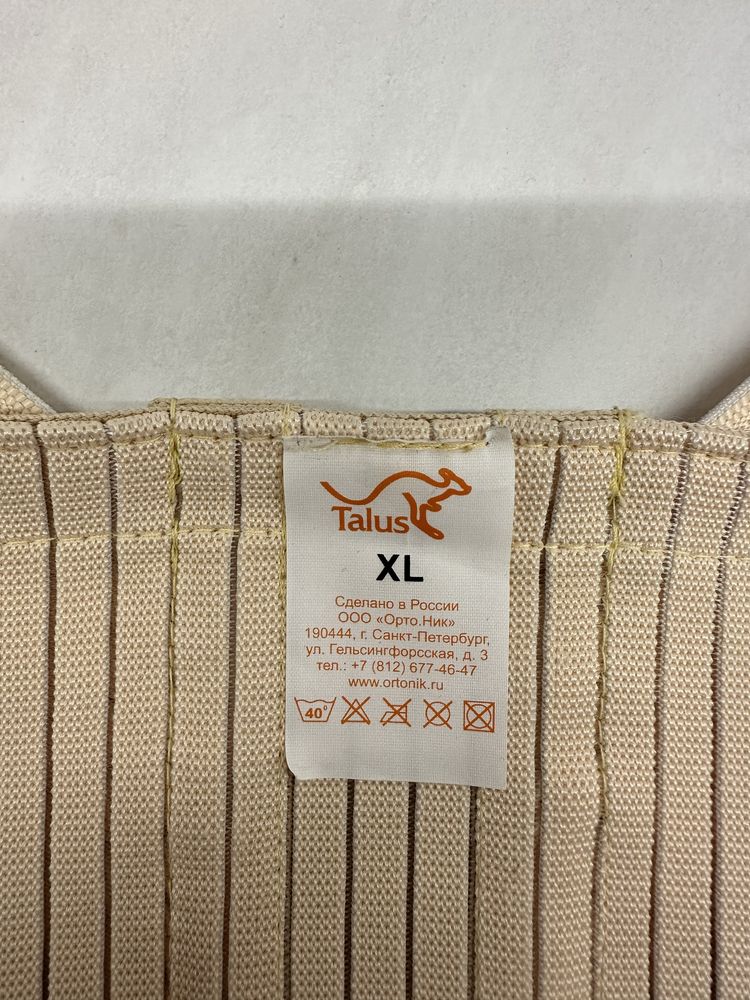 Talus
XL
Сделано в России
ООО «Орто.Ник»
190444, г. Санкт-Петербург,
ул. Гельсингфорсская, д. 3
тел.: +7 (812) 677-46-47
www.ortonik.ru
40°